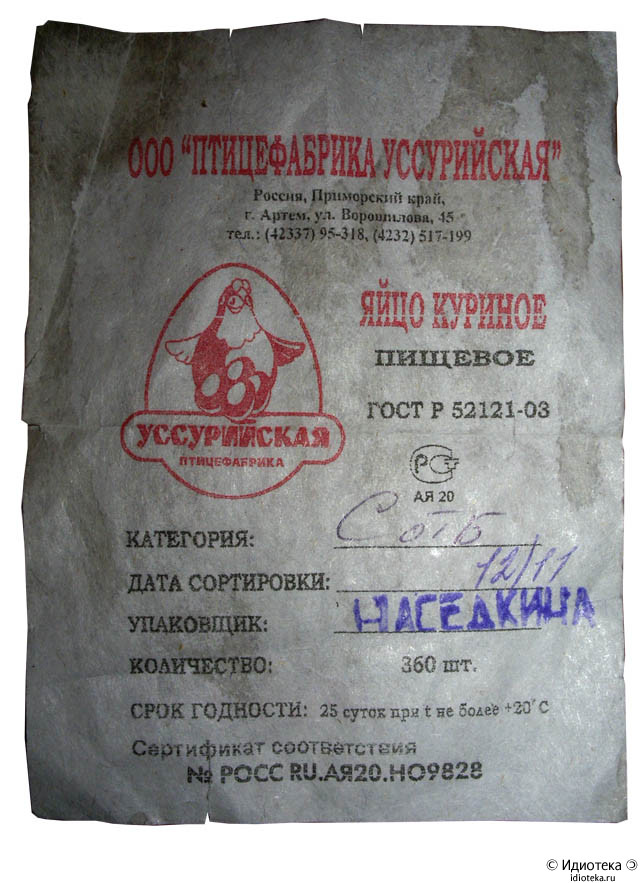 ООО "ПТИЦЕФАБРИКА УССУРИЙСКАЯ"
Россия, Приморский край,
г. Артем, ул. Ворошилова, 45
тел.: (42337) 95-318, (4232) 517-199
ЯЙЦО КУРИНОЕ
ПИЩЕВОЕ
ГОСТ Р 52121-03
УССУРИЙСКАЯ
ПТИЦЕФАБРИКА
АЯ 20
КАТЕГОРИЯ:
ДАТА СОРТИРОВКИ: 12/11
УПАКОВЩИК: НАСЕДКИНА
КОЛИЧЕСТВО: 360 шт.
СРОК ГОДНОСТИ: 25 суток при t не более +20°С
Сертификат соответствия
№ РОСС RU.АЯ20.НО9828
© Идиотека
idioteka.ru